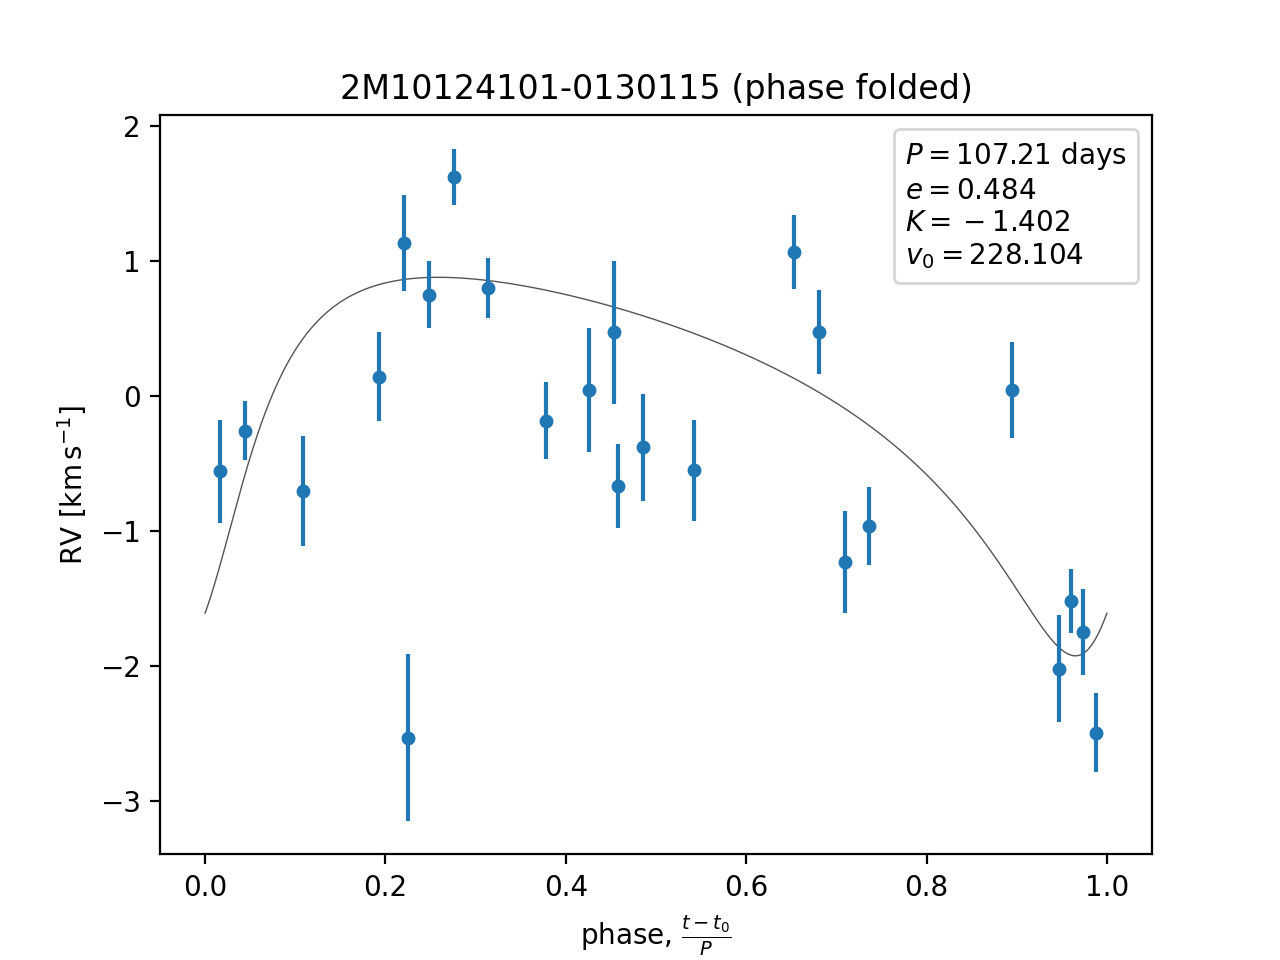 2M10124101-0130115 (phase folded)
P = 107.21 days
e = 0.484
K = −1.402
v₀ = 228.104
2
1
0
−1
−2
−3
RV [km s⁻¹]
0.0 0.2 0.4 0.6 0.8 1.0
phase, (t − t₀)/P